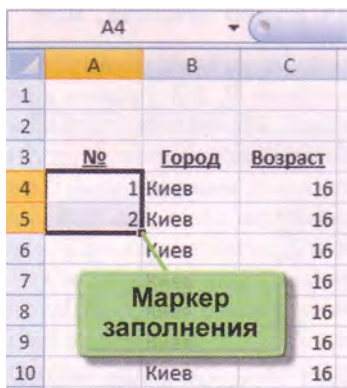 A4
A B C
1
2
3 № Город Возраст
4 1 Киев 16
5 2 Киев 16
6 Киев 16
7 16
8 16
9 16
10 Киев 16
Маркер
заполнения